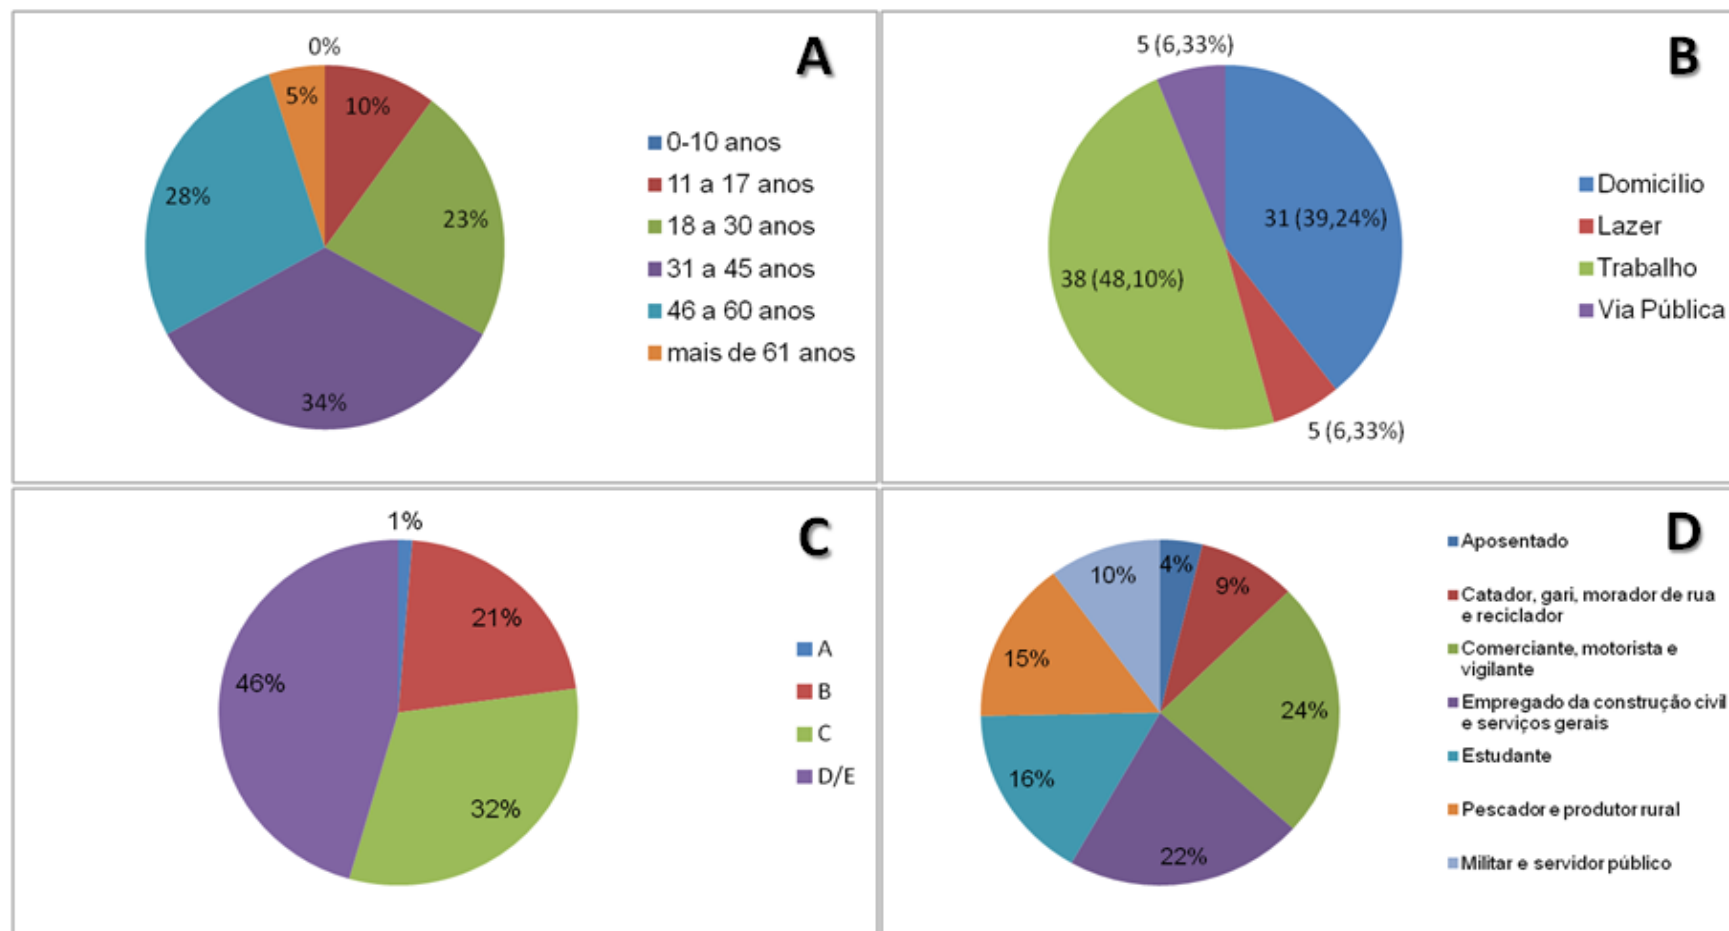 A
0%
5%
10%
28%
23%
34%
0-10 anos
11 a 17 anos
18 a 30 anos
31 a 45 anos
46 a 60 anos
mais de 61 anos
B
5 (6,33%)
31 (39,24%)
38 (48,10%)
5 (6,33%)
Domicílio
Lazer
Trabalho
Via Pública
C
1%
21%
46%
32%
A
B
C
D/E
D
4%
10%
9%
15%
24%
16%
22%
Aposentado
Catador, gari, morador de rua
e reciclador
Comerciante, motorista e
vigilante
Empregado da construção civil
e serviços gerais
Estudante
Pescador e produtor rural
Militar e servidor público